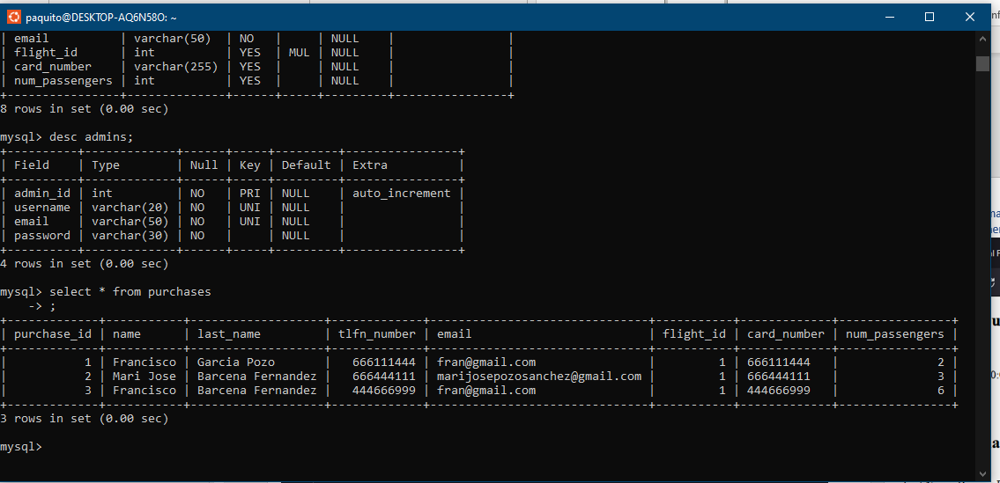 paquito@DESKTOP-AQ6N58O: ~
| email | varchar(50) | NO | | NULL | |
| flight_id | int | YES | MUL | NULL | |
| card_number | varchar(255) | YES | | NULL | |
| num_passengers | int | YES | | NULL | |
+----------------+--------------+------+-----+---------+----------------+
8 rows in set (0.00 sec)
mysql> desc admins;
+----------+-------------+------+-----+---------+----------------+
| Field | Type | Null | Key | Default | Extra |
+----------+-------------+------+-----+---------+----------------+
| admin_id | int | NO | PRI | NULL | auto_increment |
| username | varchar(20) | NO | UNI | NULL | |
| email | varchar(50) | NO | UNI | NULL | |
| password | varchar(30) | NO | | NULL | |
+----------+-------------+------+-----+---------+----------------+
4 rows in set (0.00 sec)
mysql> select * from purchases
-> ;
+-------------+-----------+-------------------+-------------+------------------------------+-----------+-------------+----------------+
| purchase_id | name | last_name | tlfn_number | email | flight_id | card_number | num_passengers |
+-------------+-----------+-------------------+-------------+------------------------------+-----------+-------------+----------------+
| 1 | Francisco | Garcia Pozo | 666111444 | fran@gmail.com | 1 | 666111444 | 2 |
| 2 | Mari Jose | Barcena Fernandez | 666444111 | marijosepozosanchez@gmail.com | 1 | 666444111 | 3 |
| 3 | Francisco | Barcena Fernandez | 444666999 | fran@gmail.com | 1 | 444666999 | 6 |
+-------------+-----------+-------------------+-------------+------------------------------+-----------+-------------+----------------+
3 rows in set (0.00 sec)
mysql>